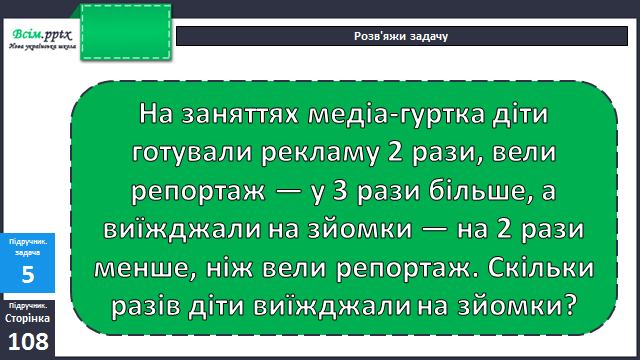 Всім.pptx
Нова українська школа
Розв'яжи задачу
На заняттях медіа-гуртка діти
готували рекламу 2 рази, вели
репортаж — у 3 рази більше, а
виїжджали на зйомки — на 2 рази
менше, ніж вели репортаж. Скільки
разів діти виїжджали на зйомки?
Підручник.
задача
5
Підручник.
Сторінка
108